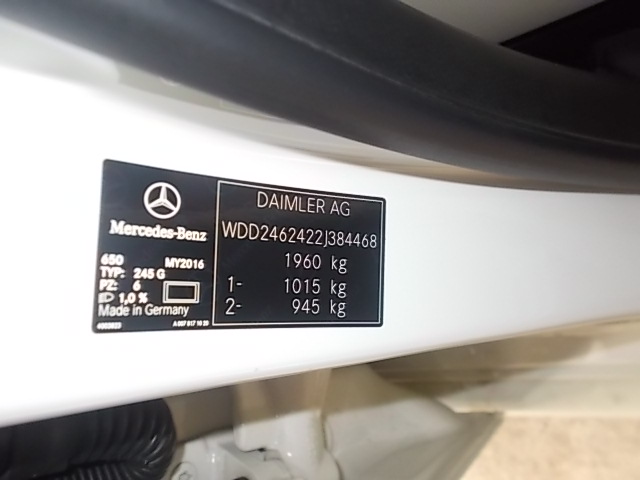 Mercedes-Benz
650 MY2016
TYP: 245 G
PZ: 6
1,0 %
Made in Germany
DAIMLER AG
WDD2462422J384468
1960 kg
1- 1015 kg
2- 945 kg